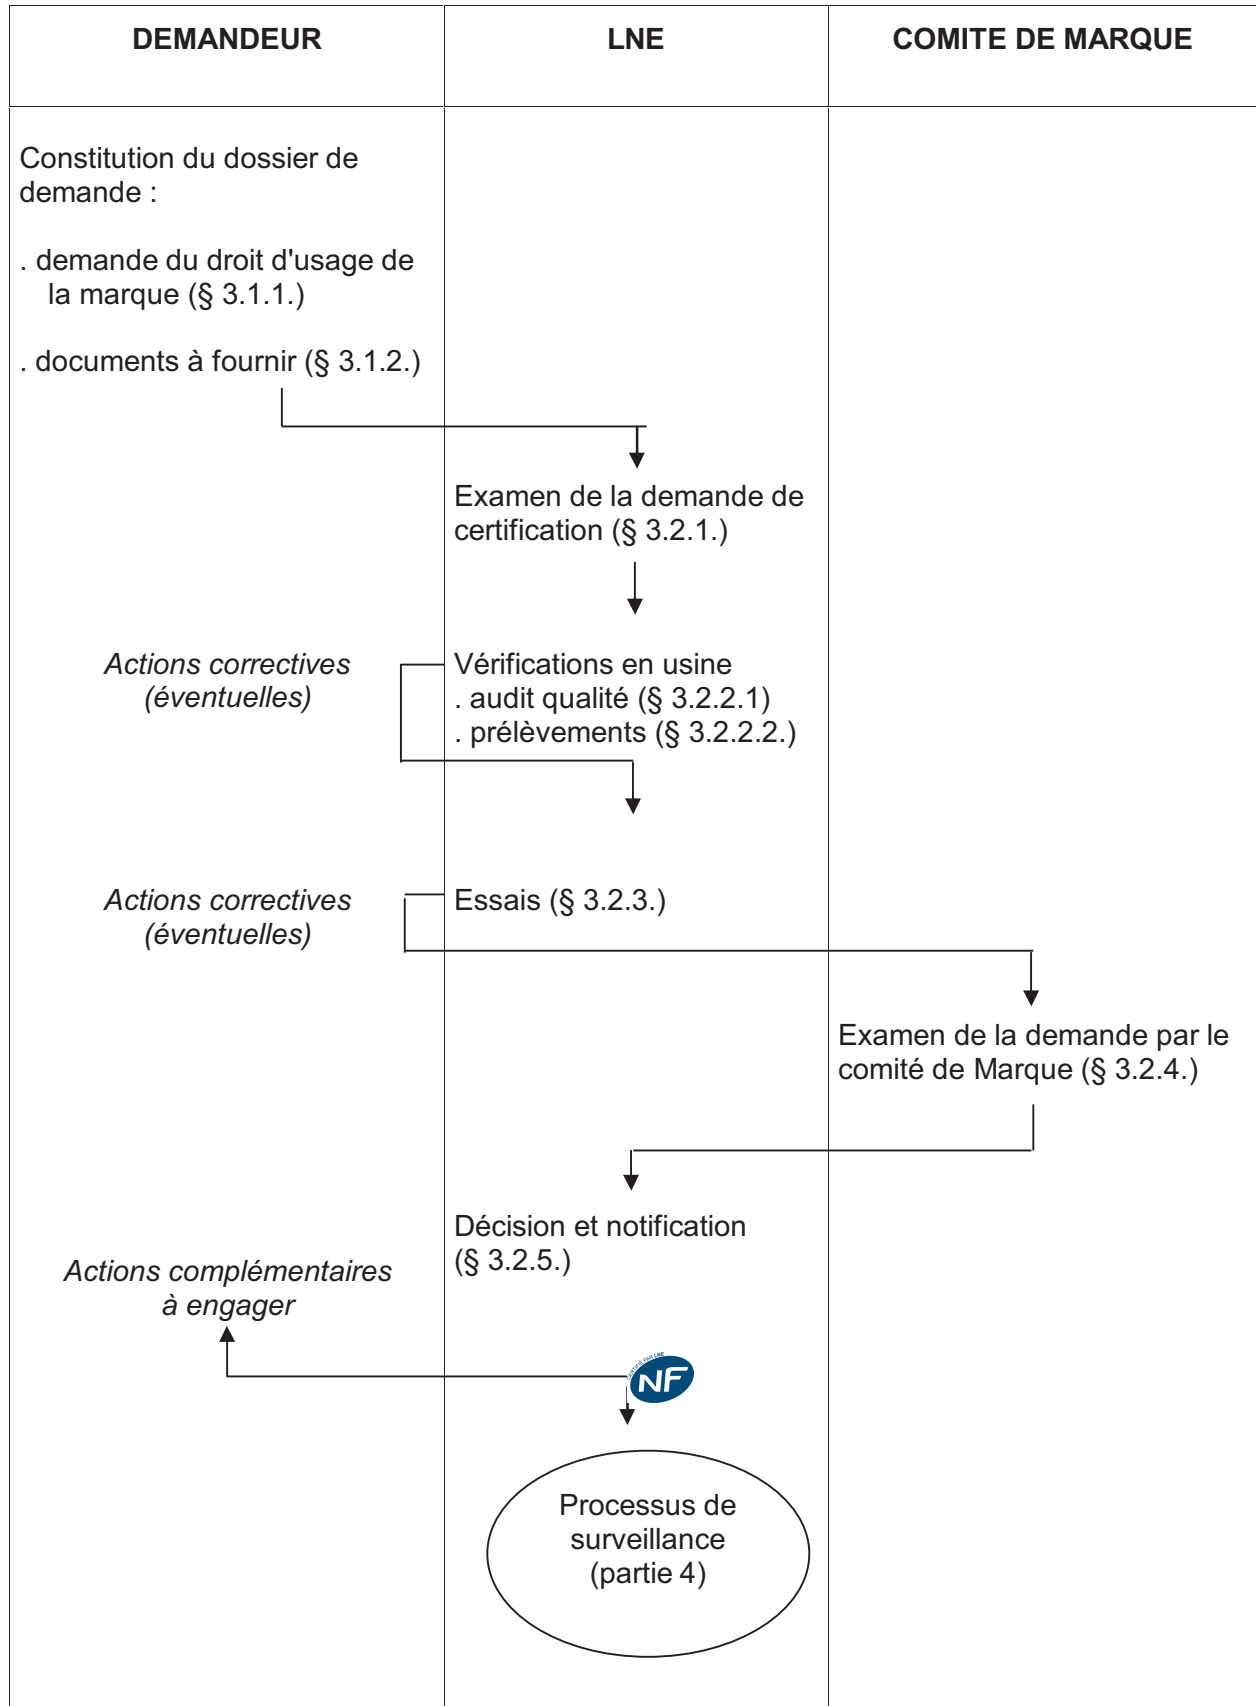 DEMANDEUR
LNE
COMITE DE MARQUE
Constitution du dossier de
demande :
. demande du droit d'usage de
la marque (§ 3.1.1.)
. documents à fournir (§ 3.1.2.)
Examen de la demande de
certification (§ 3.2.1.)
Actions correctives
(éventuelles)
Vérifications en usine
. audit qualité (§ 3.2.2.1)
. prélèvements (§ 3.2.2.2.)
Actions correctives
(éventuelles)
Essais (§ 3.2.3.)
Examen de la demande par le
comité de Marque (§ 3.2.4.)
Décision et notification
(§ 3.2.5.)
Actions complémentaires
à engager
CERTIFIÉ PAR LNE
NF
Processus de
surveillance
(partie 4)